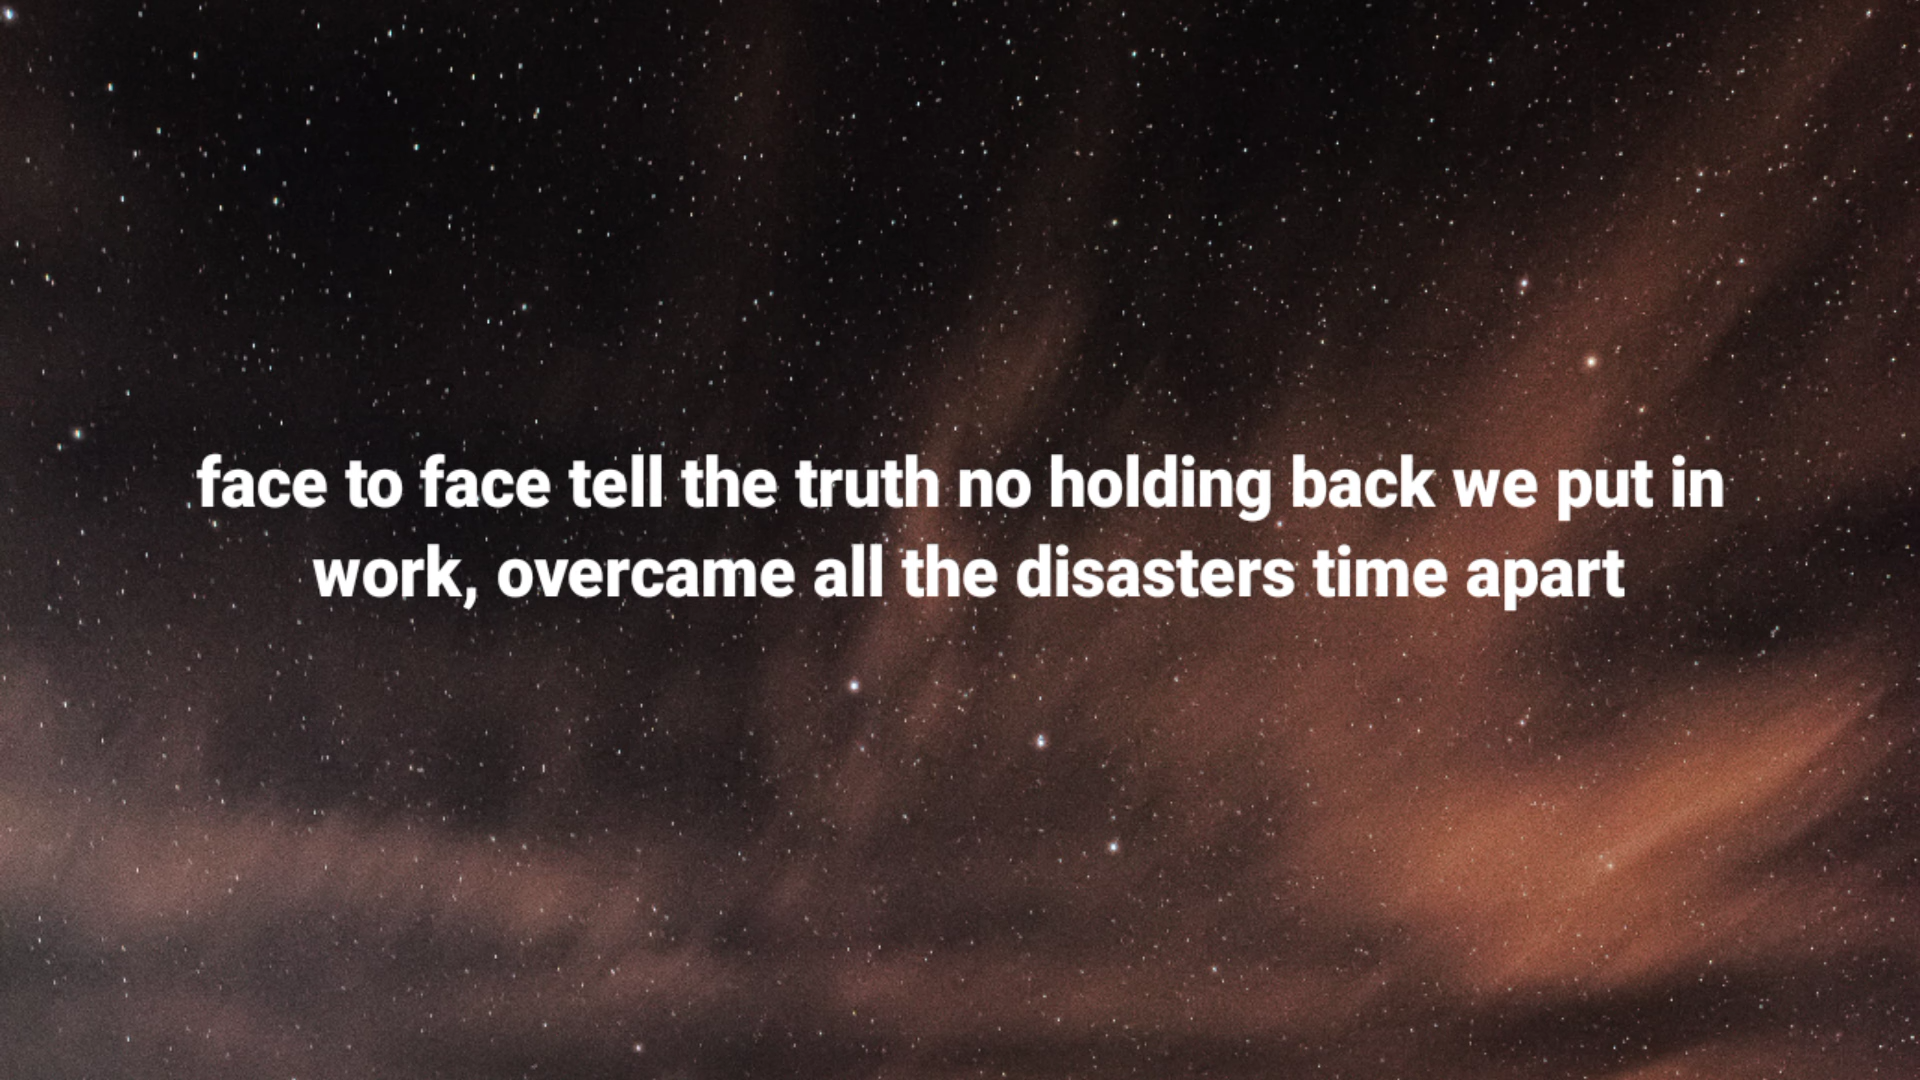 face to face tell the truth no holding back we put in
work, overcame all the disasters time apart